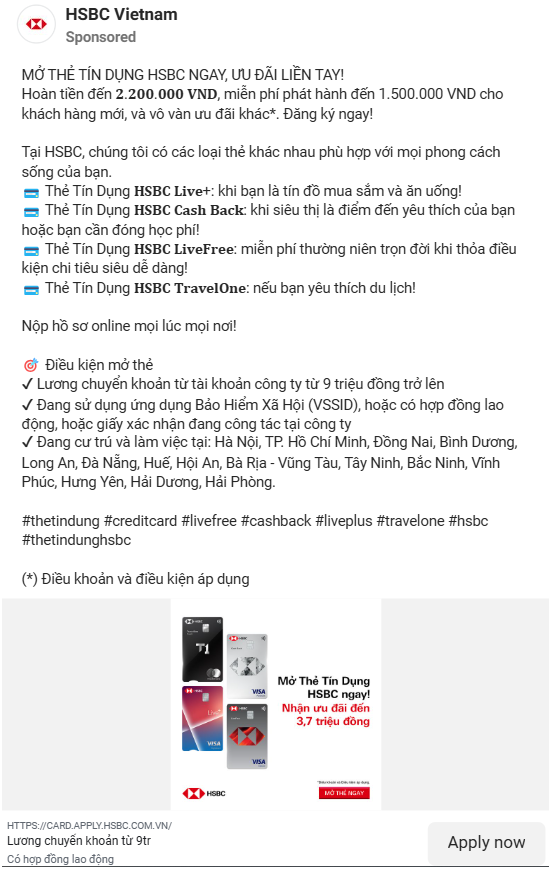 HSBC Vietnam
Sponsored
MỞ THẺ TÍN DỤNG HSBC NGAY, ƯU ĐÃI LIỀN TAY!
Hoàn tiền đến 2.200.000 VND, miễn phí phát hành đến 1.500.000 VND cho
khách hàng mới, và vô vàn ưu đãi khác*. Đăng ký ngay!
Tại HSBC, chúng tôi có các loại thẻ khác nhau phù hợp với mọi phong cách
sống của bạn.
💳 Thẻ Tín Dụng HSBC Live+: khi bạn là tín đồ mua sắm và ăn uống!
💳 Thẻ Tín Dụng HSBC Cash Back: khi siêu thị là điểm đến yêu thích của bạn
hoặc bạn cần đóng học phí!
💳 Thẻ Tín Dụng HSBC LiveFree: miễn phí thường niên trọn đời khi thỏa điều
kiện chi tiêu siêu dễ dàng!
💳 Thẻ Tín Dụng HSBC TravelOne: nếu bạn yêu thích du lịch!
Nộp hồ sơ online mọi lúc mọi nơi!
🎯 Điều kiện mở thẻ
✔ Lương chuyển khoản từ tài khoản công ty từ 9 triệu đồng trở lên
✔ Đang sử dụng ứng dụng Bảo Hiểm Xã Hội (VSSID), hoặc có hợp đồng lao
động, hoặc giấy xác nhận đang công tác tại công ty
✔ Đang cư trú và làm việc tại: Hà Nội, TP. Hồ Chí Minh, Đồng Nai, Bình Dương,
Long An, Đà Nẵng, Huế, Hội An, Bà Rịa - Vũng Tàu, Tây Ninh, Bắc Ninh, Vĩnh
Phúc, Hưng Yên, Hải Dương, Hải Phòng.
#thetindung #creditcard #livefree #cashback #liveplus #travelone #hsbc
#thetindunghsbc
(*) Điều khoản và điều kiện áp dụng
HSBC
T1
HSBC
VISA
HSBC
VISA
HSBC
VISA
Mở Thẻ Tín Dụng
HSBC ngay!
Nhận ưu đãi đến
3,7 triệu đồng
*Điều khoản và Điều kiện áp dụng
HSBC
MỞ THẺ NGAY
HTTPS://CARD.APPLY.HSBC.COM.VN/
Lương chuyển khoản từ 9tr
Có hợp đồng lao động
Apply now